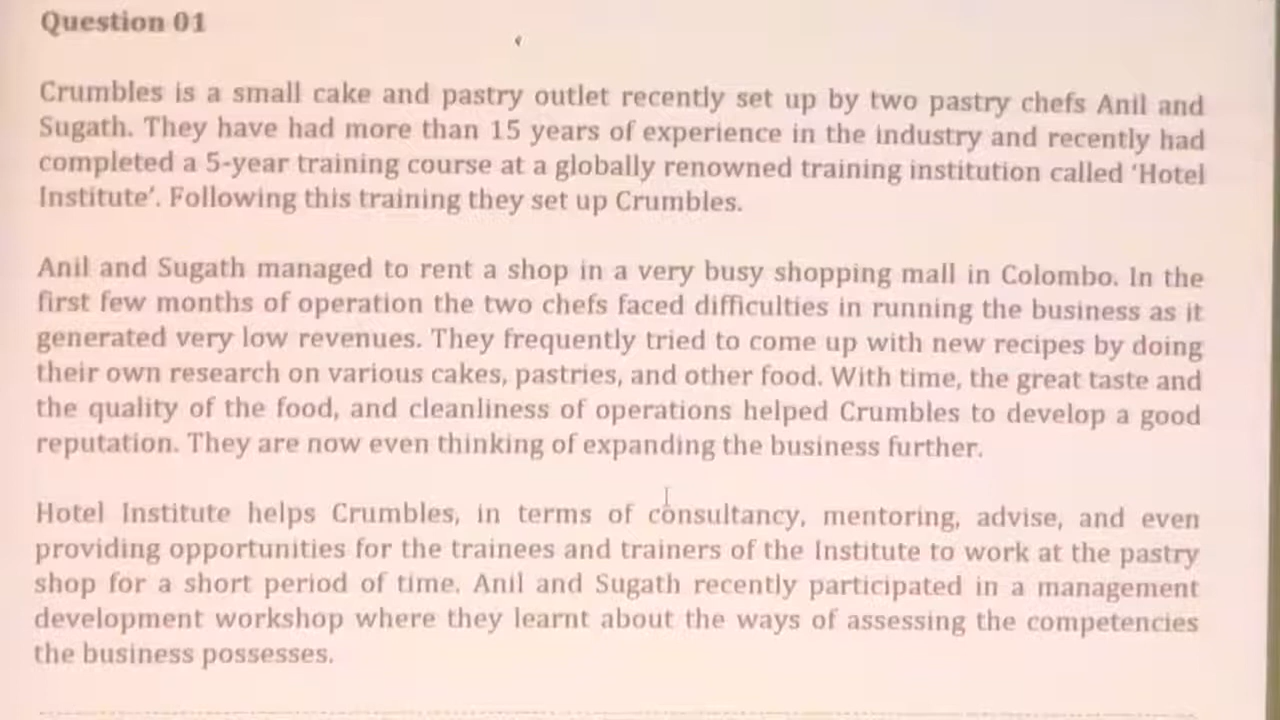 Question 01
Crumbles is a small cake and pastry outlet recently set up by two pastry chefs Anil and
Sugath. They have had more than 15 years of experience in the industry and recently had
completed a 5-year training course at a globally renowned training institution called ‘Hotel
Institute’. Following this training they set up Crumbles.
Anil and Sugath managed to rent a shop in a very busy shopping mall in Colombo. In the
first few months of operation the two chefs faced difficulties in running the business as it
generated very low revenues. They frequently tried to come up with new recipes by doing
their own research on various cakes, pastries, and other food. With time, the great taste and
the quality of the food, and cleanliness of operations helped Crumbles to develop a good
reputation. They are now even thinking of expanding the business further.
Hotel Institute helps Crumbles, in terms of consultancy, mentoring, advise, and even
providing opportunities for the trainees and trainers of the Institute to work at the pastry
shop for a short period of time. Anil and Sugath recently participated in a management
development workshop where they learnt about the ways of assessing the competencies
the business possesses.